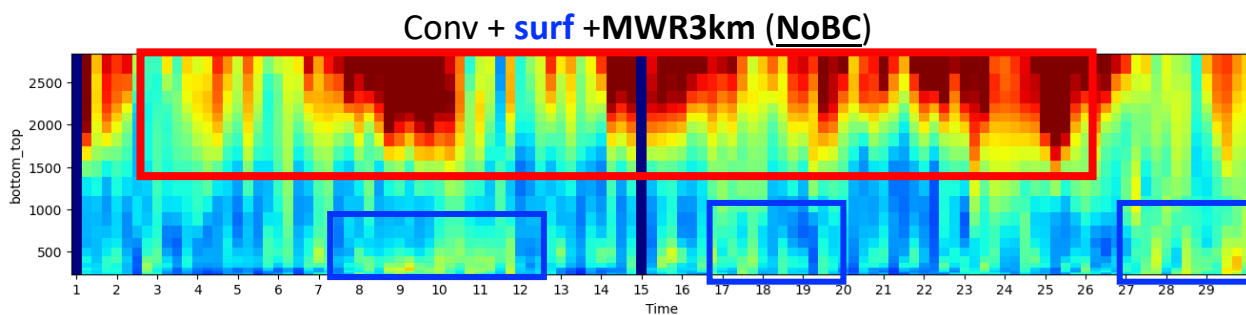 Conv + surf +MWR3km (NoBC)
2500
2000
1500
1000
500
bottom_top
1 2 3 4 5 6 7 8 9 10 11 12 13 14 15 16 17 18 19 20 21 22 23 24 25 26 27 28 29
Time